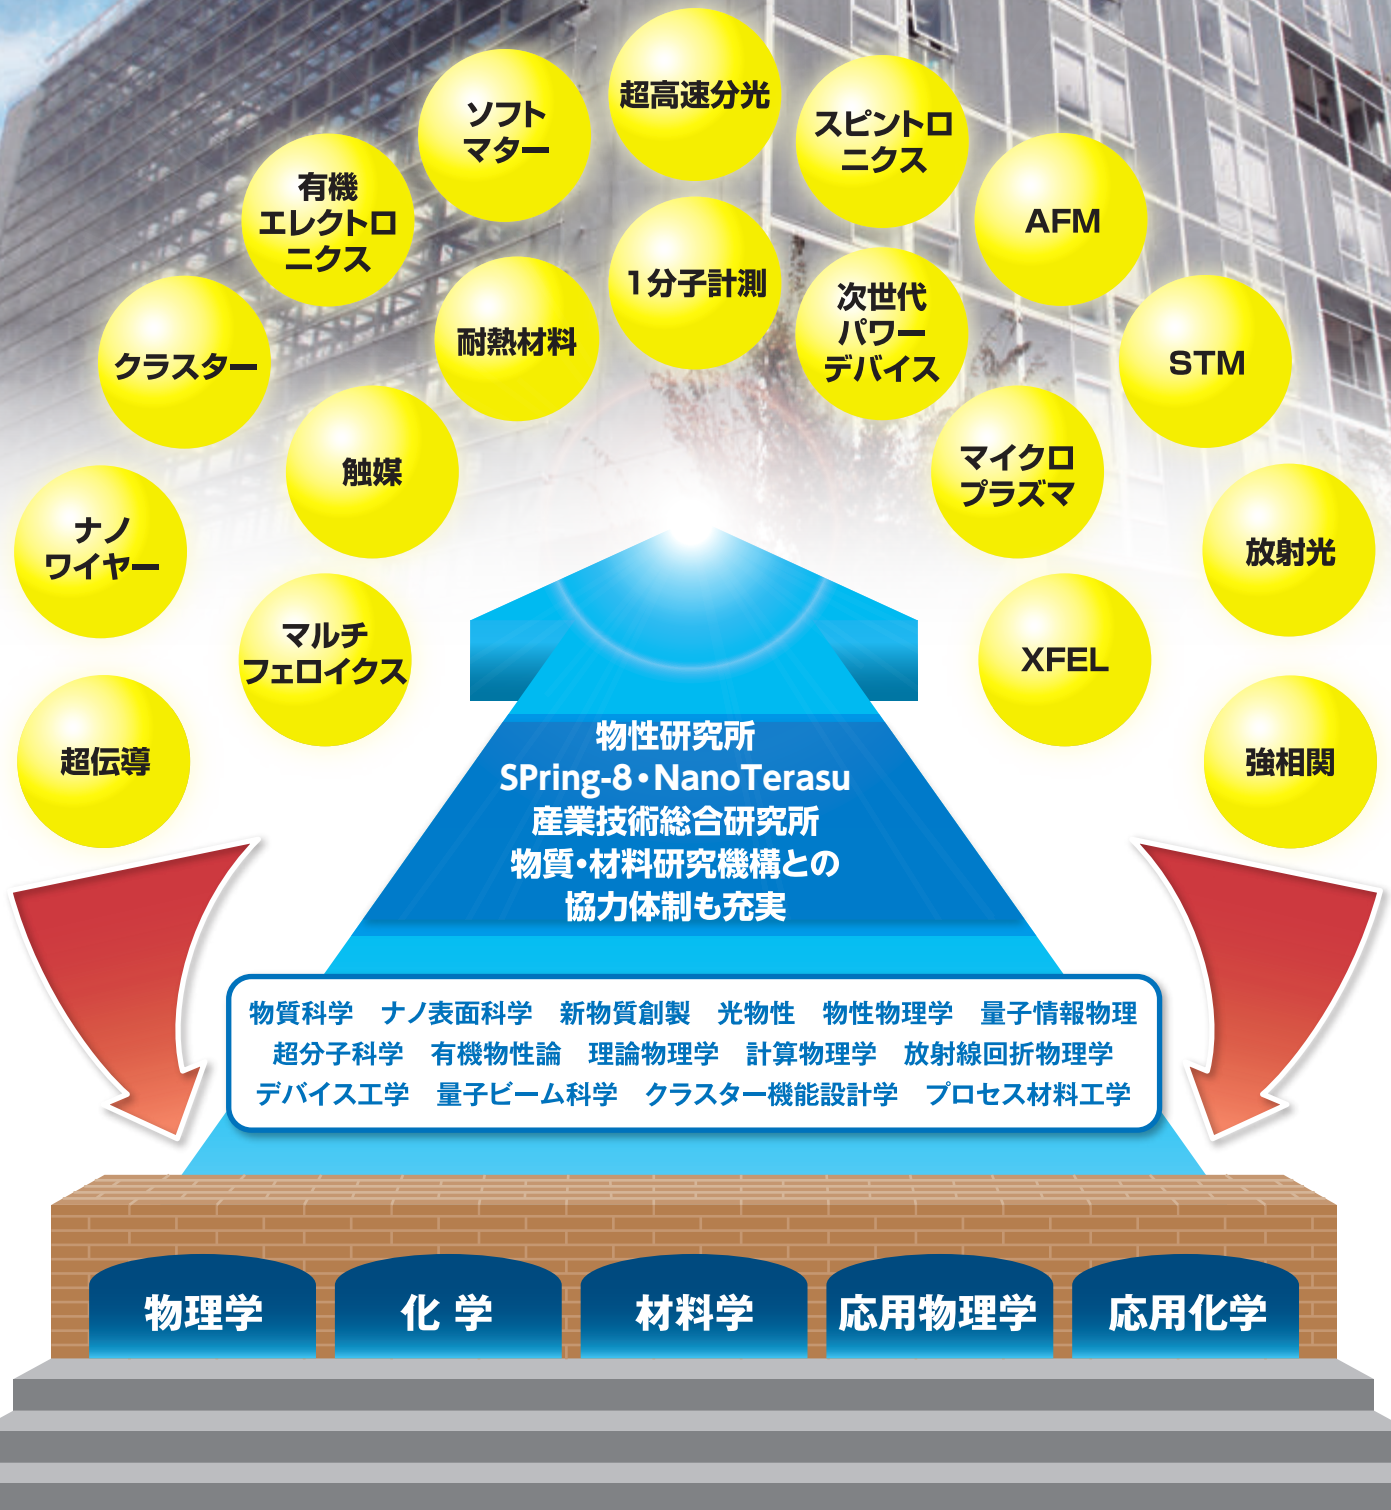 超高速分光
ソフト
マター
スピントロ
ニクス
有機
エレクトロ
ニクス
AFM
1分子計測
次世代
パワー
デバイス
耐熱材料
クラスター
STM
触媒
マイクロ
プラズマ
ナノ
ワイヤー
放射光
マルチ
フェロイクス
XFEL
超伝導
強相関
物性研究所
SPring-8・NanoTerasu
産業技術総合研究所
物質・材料研究機構との
協力体制も充実
物質科学 ナノ表面科学 新物質創製 光物性 物性物理学 量子情報物理
超分子科学 有機物性論 理論物理学 計算物理学 放射線回折物理学
デバイス工学 量子ビーム科学 クラスター機能設計学 プロセス材料工学
物理学
化 学
材料学
応用物理学
応用化学